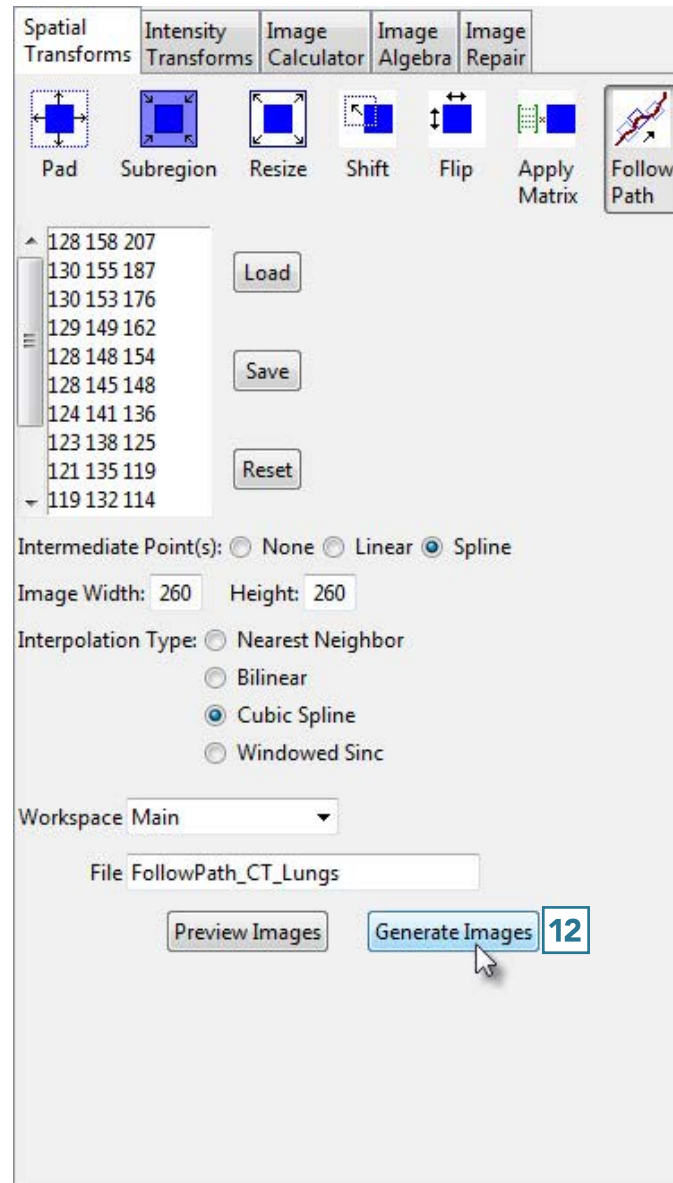 Spatial Transforms Intensity Transforms Image Calculator Image Algebra Image Repair
Pad Subregion Resize Shift Flip Apply Matrix Follow Path
128 158 207
130 155 187
130 153 176
129 149 162
128 148 154
128 145 148
124 141 136
123 138 125
121 135 119
119 132 114
Load
Save
Reset
Intermediate Point(s): None Linear Spline
Image Width: 260 Height: 260
Interpolation Type: Nearest Neighbor
Bilinear
Cubic Spline
Windowed Sinc
Workspace Main
File FollowPath_CT_Lungs
Preview Images Generate Images 12